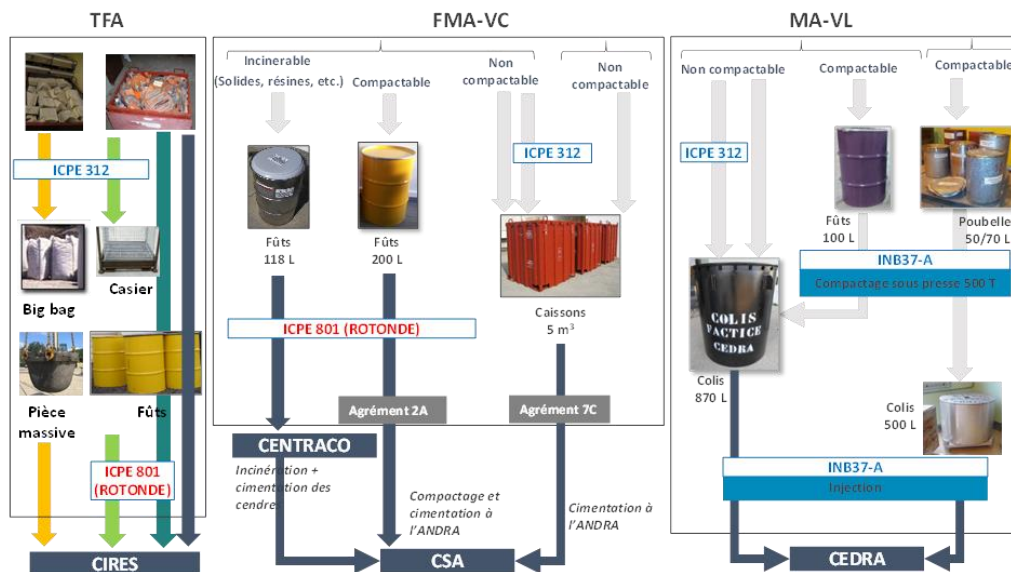 TFA
ICPE 312
Big bag
Casier
Pièce
massive
Fûts
ICPE 801
(ROTONDE)
CIRES
FMA-VC
Incinerable
(Solides, résines, etc.)
Compactable
Non
compactable
Non
compactable
ICPE 312
Fûts
118 L
Fûts
200 L
Caissons
5 m³
ICPE 801 (ROTONDE)
Agrément 2A
Agrément 7C
CENTRACO
Incinération +
cimentation des
cendre
Compactage et
cimentation à
l'ANDRA
Cimentation à
l'ANDRA
CSA
MA-VL
Non compactable
Compactable
Compactable
ICPE 312
Fûts
100 L
Poubelle
50/70 L
INB37-A
Compactage sous presse 500 T
COLIS
FACTICE
CEDRA
Colis
870 L
Colis
500 L
INB37-A
Injection
CEDRA